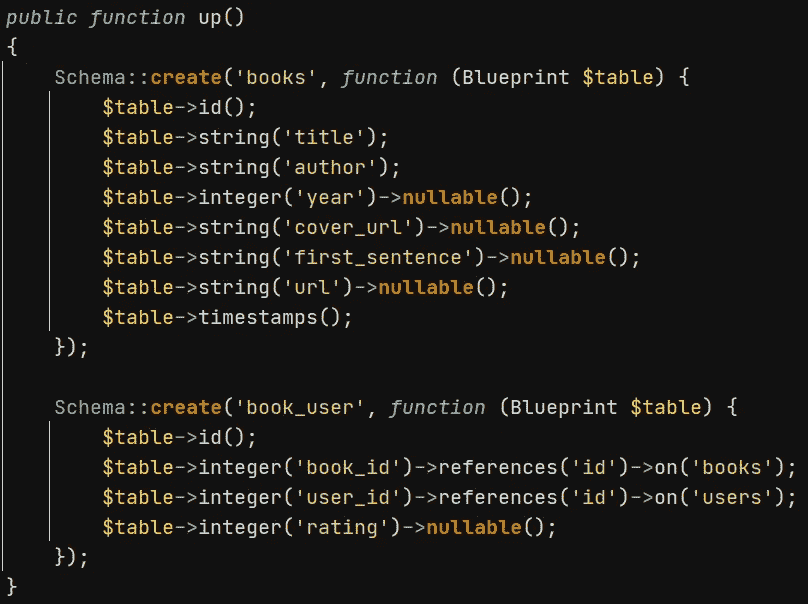 public function up()
{
    Schema::create('books', function (Blueprint $table) {
        $table->id();
        $table->string('title');
        $table->string('author');
        $table->integer('year')->nullable();
        $table->string('cover_url')->nullable();
        $table->string('first_sentence')->nullable();
        $table->string('url')->nullable();
        $table->timestamps();
    });

    Schema::create('book_user', function (Blueprint $table) {
        $table->id();
        $table->integer('book_id')->references('id')->on('books');
        $table->integer('user_id')->references('id')->on('users');
        $table->integer('rating')->nullable();
    });
}